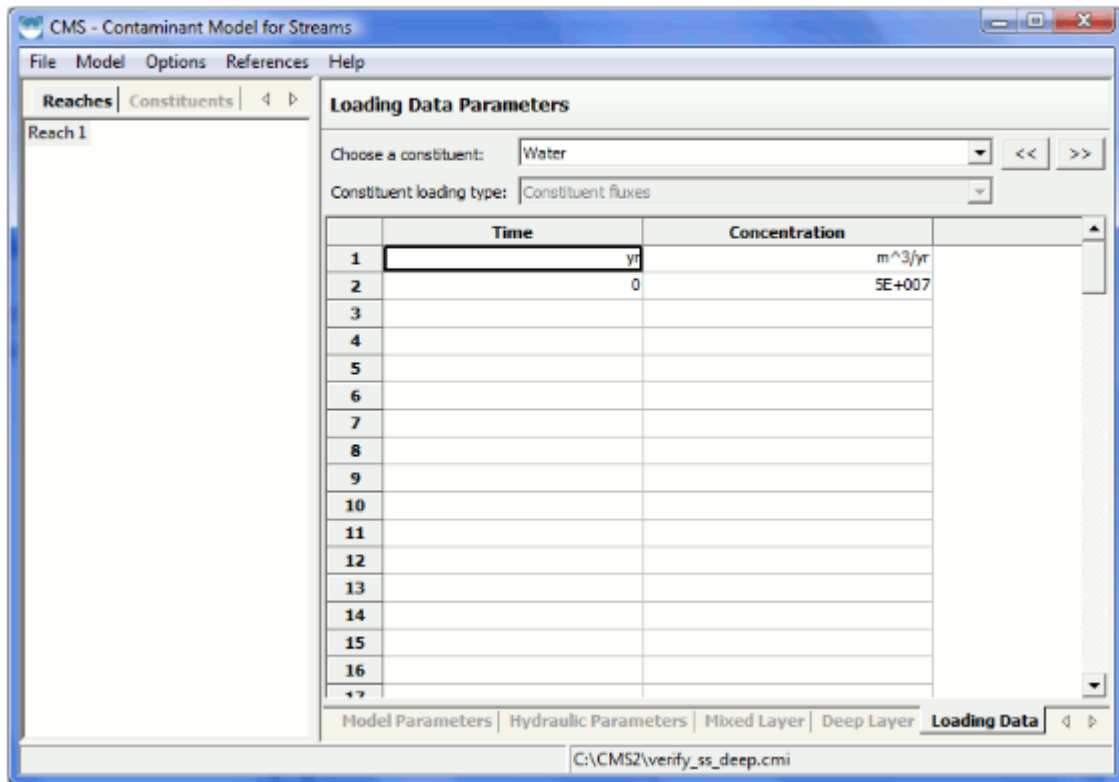 CMS - Contaminant Model for Streams
File Model Options References Help
Reaches Constituents
Reach 1
Loading Data Parameters
Choose a constituent: Water << >>
Constituent loading type: Constituent fluxes
Time Concentration
1 yr m^3/yr
2 0 5E+007
3
4
5
6
7
8
9
10
11
12
13
14
15
16
17
Model Parameters Hydraulic Parameters Mixed Layer Deep Layer Loading Data
C:\CMS2\verify_ss_deep.cmi